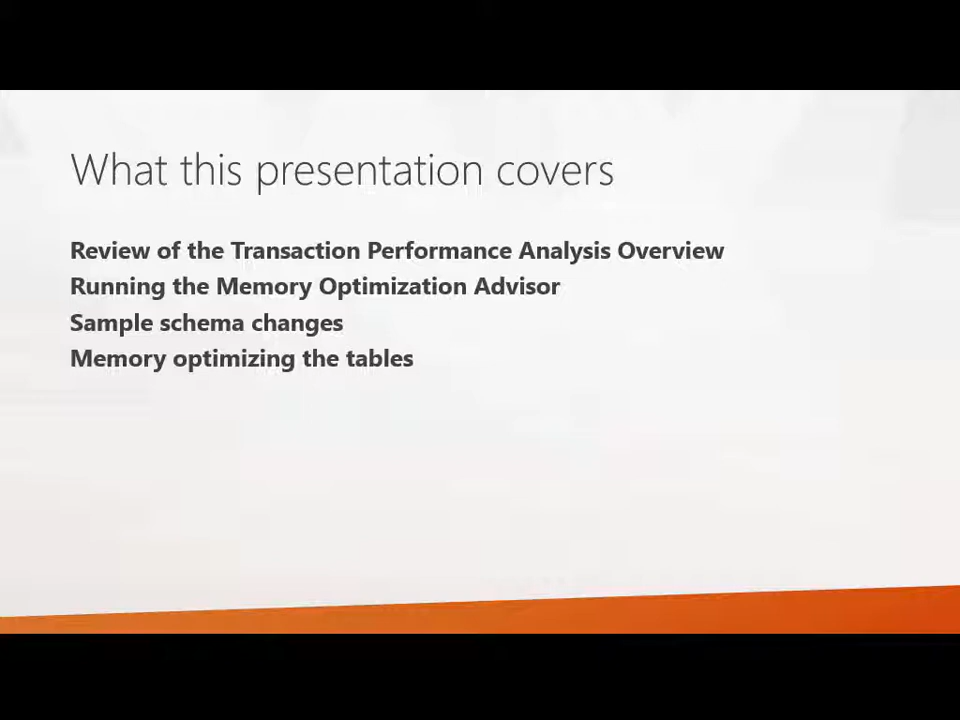 What this presentation covers
Review of the Transaction Performance Analysis Overview
Running the Memory Optimization Advisor
Sample schema changes
Memory optimizing the tables